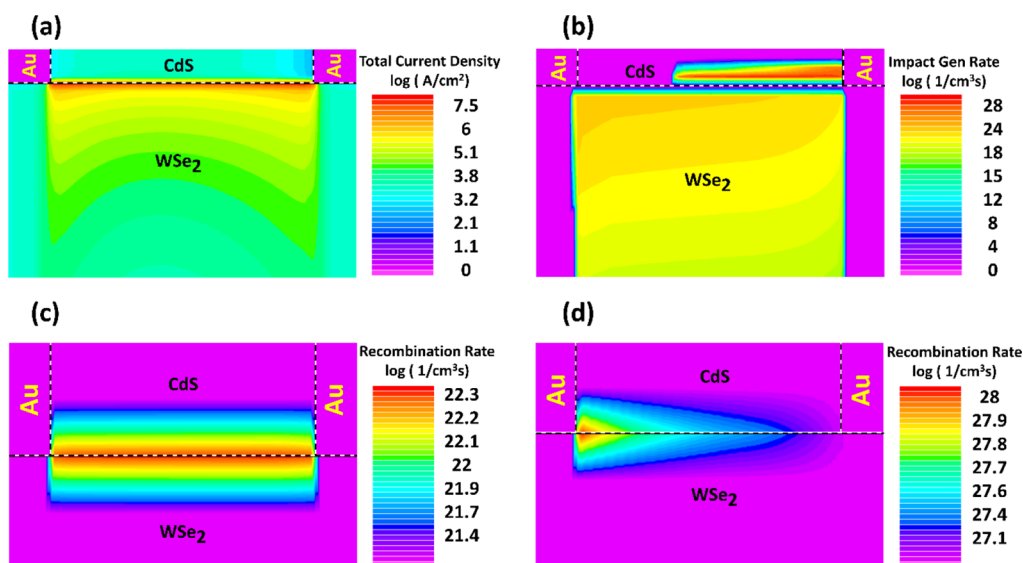 (a)
Au
CdS
Au
WSe2
Total Current Density
log ( A/cm²)
7.5
6
5.1
3.8
3.2
2.1
1.1
0
(b)
Au
CdS
Au
WSe2
Impact Gen Rate
log ( 1/cm³s)
28
24
18
15
12
8
4
0
(c)
Au
CdS
Au
WSe2
Recombination Rate
log ( 1/cm³s)
22.3
22.2
22.1
22
21.9
21.7
21.4
(d)
Au
CdS
Au
WSe2
Recombination Rate
log ( 1/cm³s)
28
27.9
27.8
27.7
27.6
27.4
27.1